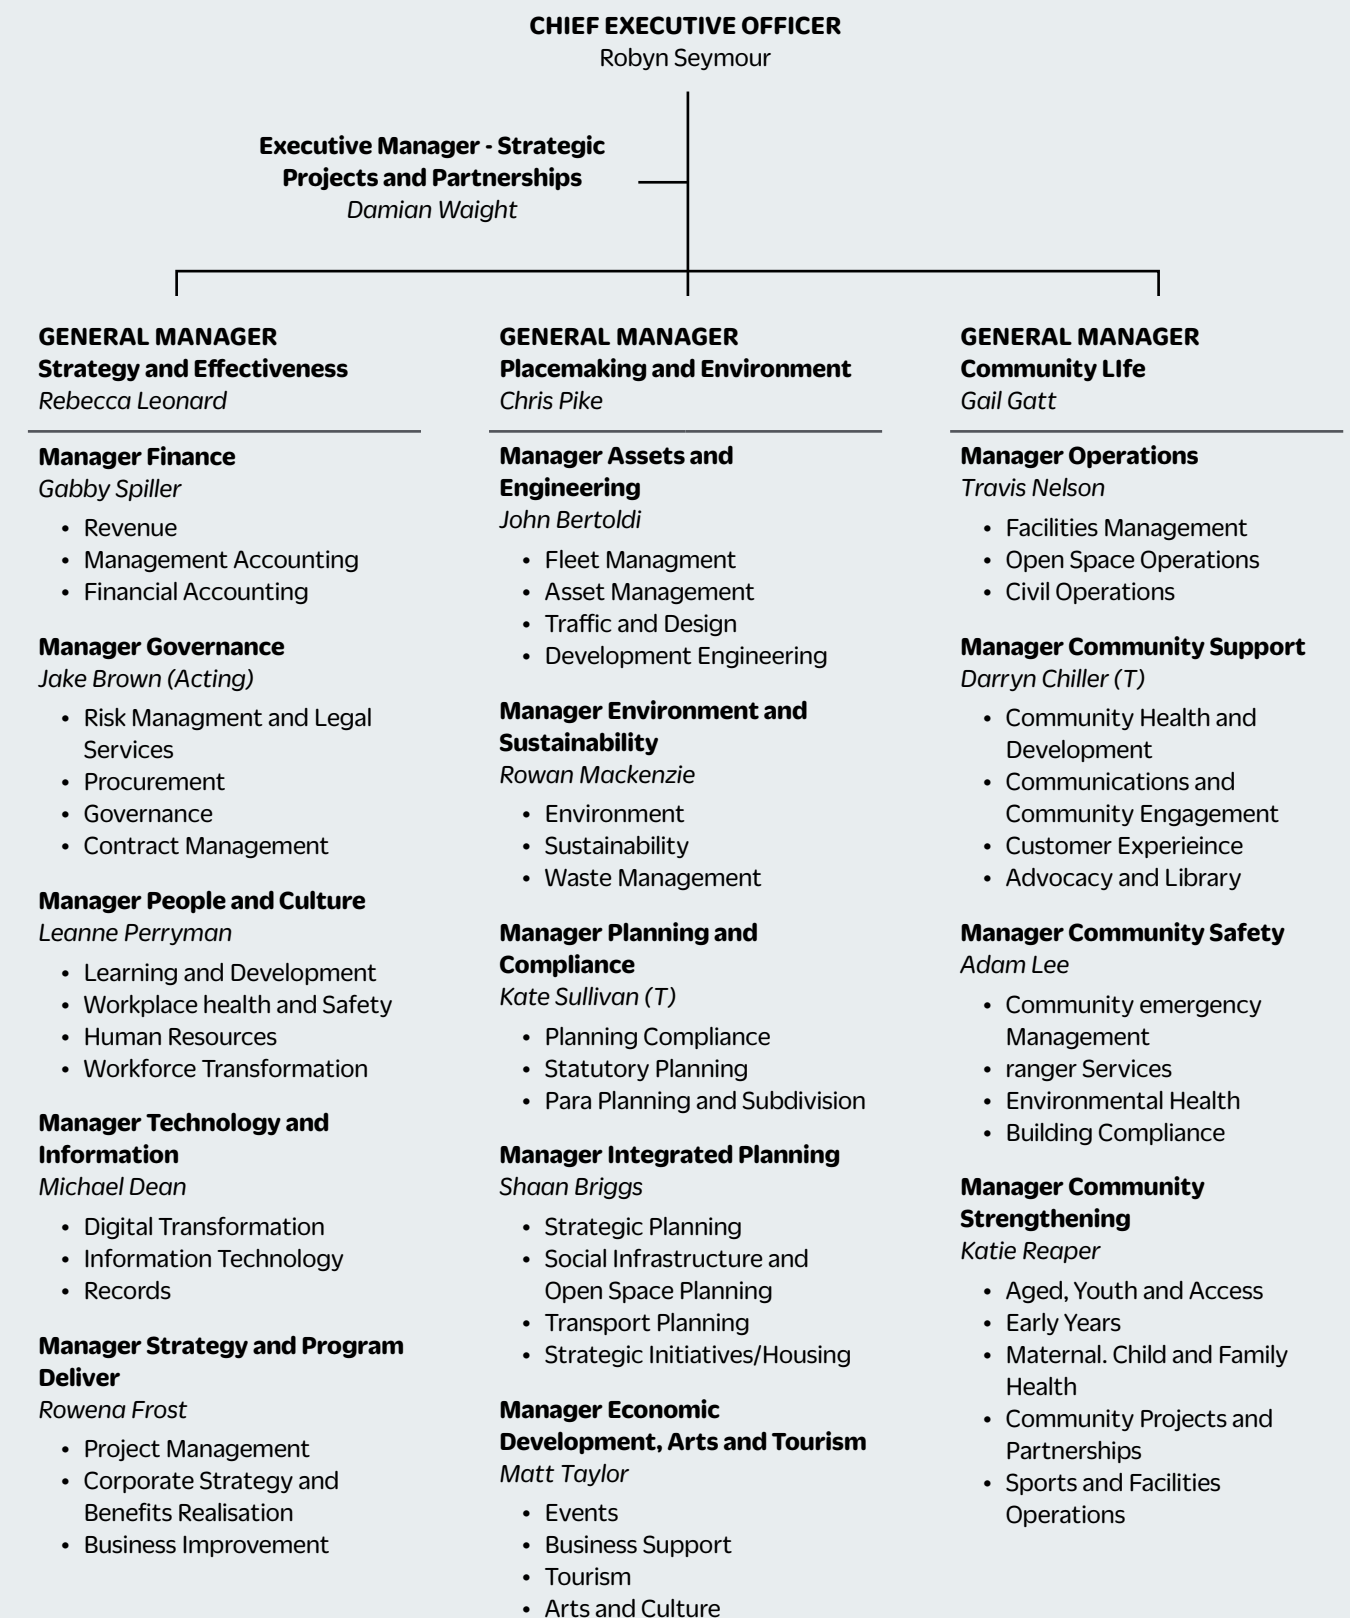 CHIEF EXECUTIVE OFFICER
Robyn Seymour
Executive Manager - Strategic
Projects and Partnerships
Damian Waight
GENERAL MANAGER
Strategy and Effectiveness
Rebecca Leonard
Manager Finance
Gabby Spiller
• Revenue
• Management Accounting
• Financial Accounting
Manager Governance
Jake Brown (Acting)
• Risk Managment and Legal
Services
• Procurement
• Governance
• Contract Management
Manager People and Culture
Leanne Perryman
• Learning and Development
• Workplace health and Safety
• Human Resources
• Workforce Transformation
Manager Technology and
Information
Michael Dean
• Digital Transformation
• Information Technology
• Records
Manager Strategy and Program
Deliver
Rowena Frost
• Project Management
• Corporate Strategy and
Benefits Realisation
• Business Improvement
GENERAL MANAGER
Placemaking and Environment
Chris Pike
Manager Assets and
Engineering
John Bertoldi
• Fleet Managment
• Asset Management
• Traffic and Design
• Development Engineering
Manager Environment and
Sustainability
Rowan Mackenzie
• Environment
• Sustainability
• Waste Management
Manager Planning and
Compliance
Kate Sullivan (T)
• Planning Compliance
• Statutory Planning
• Para Planning and Subdivision
Manager Integrated Planning
Shaan Briggs
• Strategic Planning
• Social Infrastructure and
Open Space Planning
• Transport Planning
• Strategic Initiatives/Housing
Manager Economic
Development, Arts and Tourism
Matt Taylor
• Events
• Business Support
• Tourism
• Arts and Culture
GENERAL MANAGER
Community LIfe
Gail Gatt
Manager Operations
Travis Nelson
• Facilities Management
• Open Space Operations
• Civil Operations
Manager Community Support
Darryn Chiller (T)
• Community Health and
Development
• Communications and
Community Engagement
• Customer Experieince
• Advocacy and Library
Manager Community Safety
Adam Lee
• Community emergency
Management
• ranger Services
• Environmental Health
• Building Compliance
Manager Community
Strengthening
Katie Reaper
• Aged, Youth and Access
• Early Years
• Maternal. Child and Family
Health
• Community Projects and
Partnerships
• Sports and Facilities
Operations